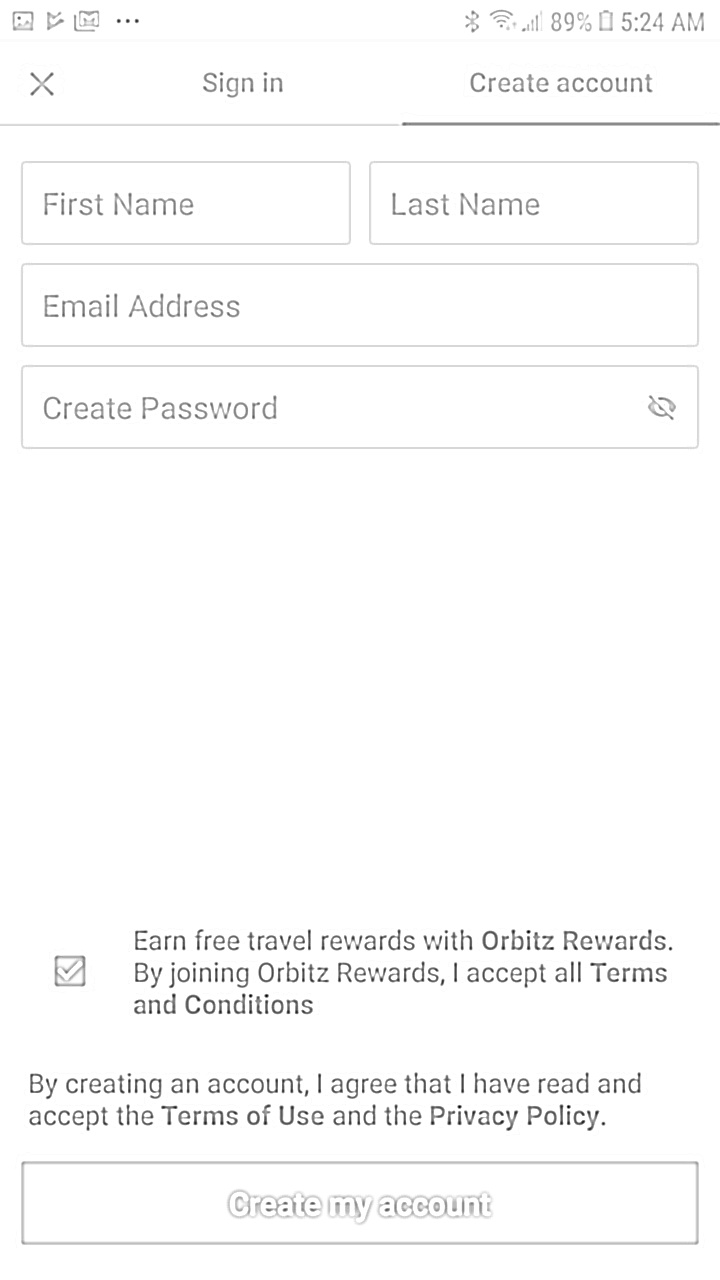 89% 5:24 AM
Sign in Create account
First Name Last Name
Email Address
Create Password
Earn free travel rewards with Orbitz Rewards.
By joining Orbitz Rewards, I accept all Terms
and Conditions
By creating an account, I agree that I have read and
accept the Terms of Use and the Privacy Policy.
Create my account